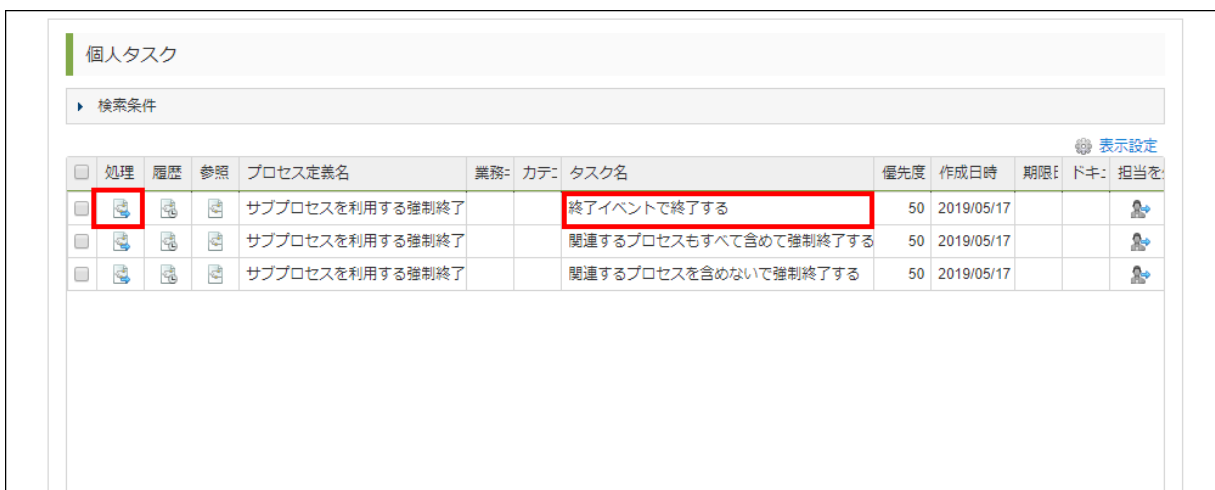 個人タスク
検索条件
表示設定
処理 履歴 参照 プロセス定義名 業務 カテ タスク名 優先度 作成日時 期限 ドキ 担当を
サブプロセスを利用する強制終了 終了イベントで終了する 50 2019/05/17
サブプロセスを利用する強制終了 関連するプロセスもすべて含めて強制終了する 50 2019/05/17
サブプロセスを利用する強制終了 関連するプロセスを含めないで強制終了する 50 2019/05/17